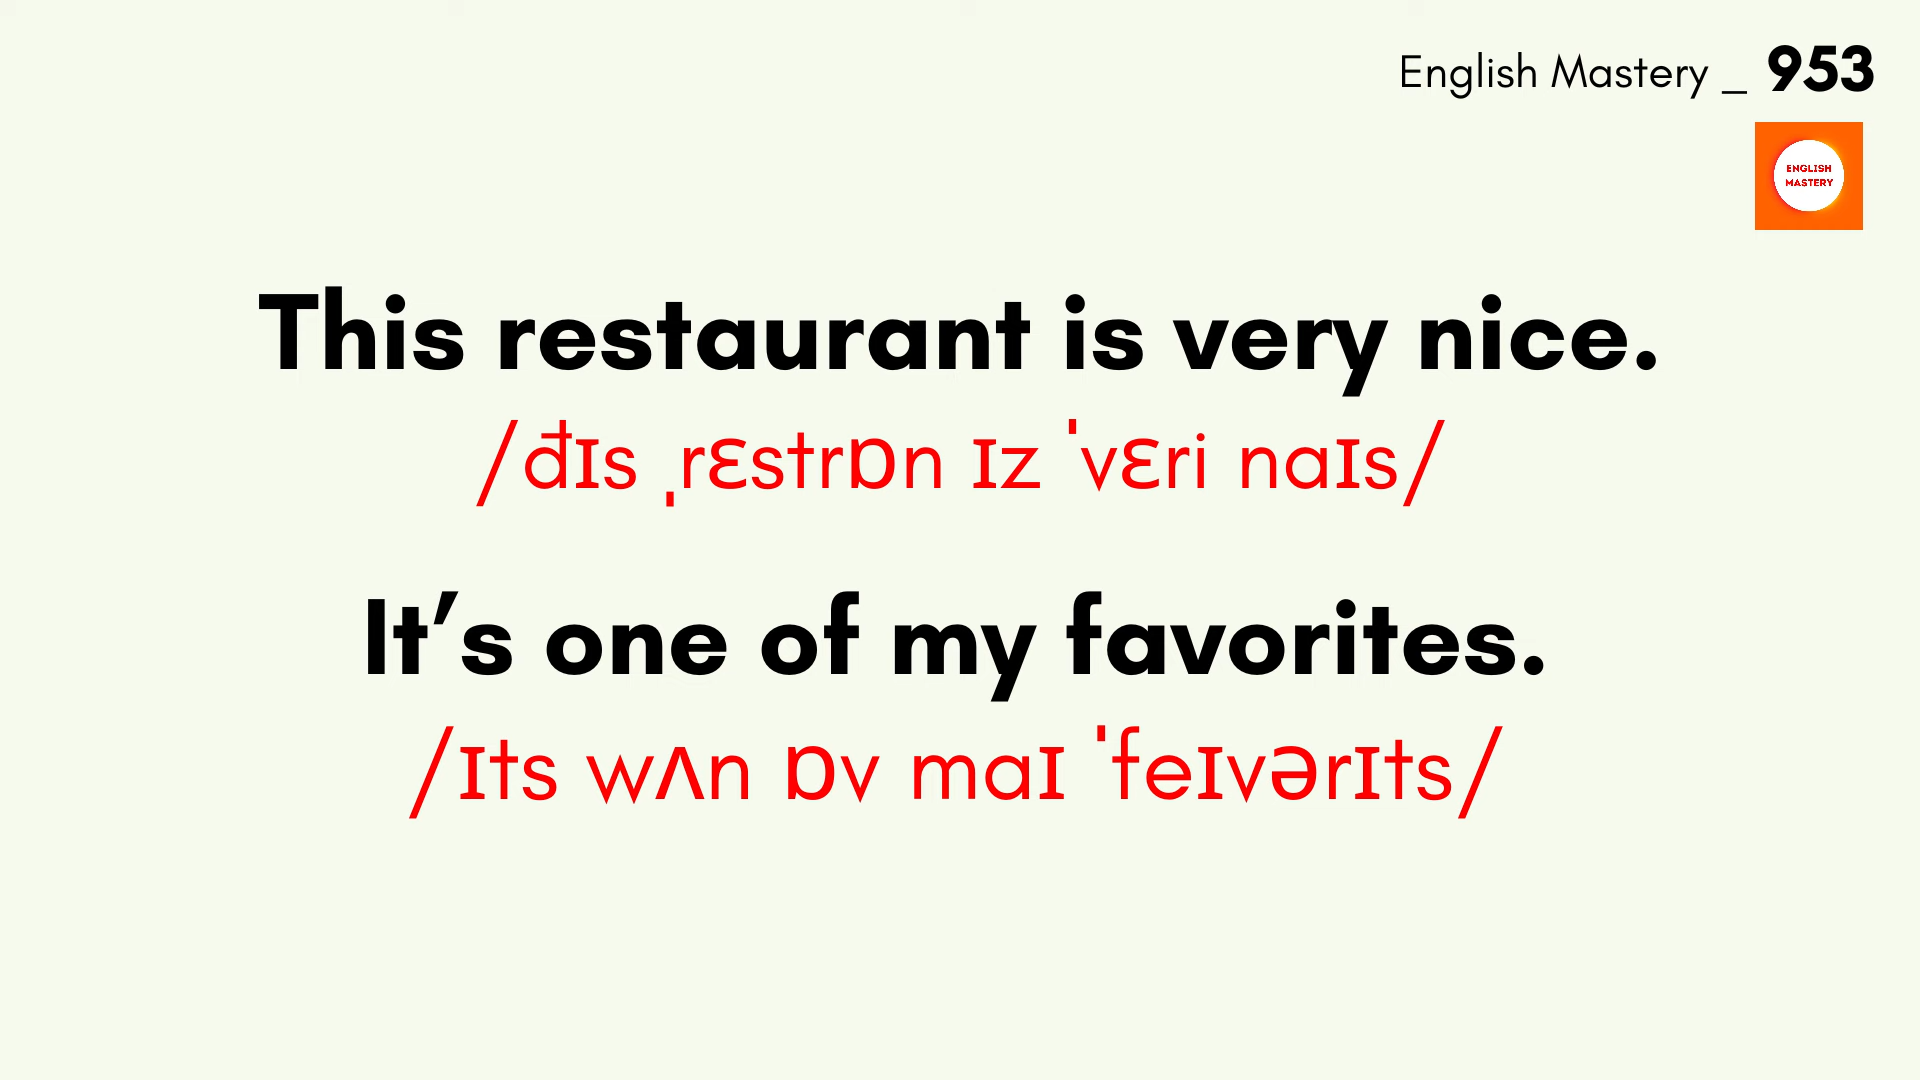 English Mastery _ 953
ENGLISH
MASTERY
This restaurant is very nice.
/đɪs ˌrɛstrɒn ɪz ˈvɛri naɪs/
It’s one of my favorites.
/ɪts wʌn ɒv maɪ ˈfeɪvərɪts/